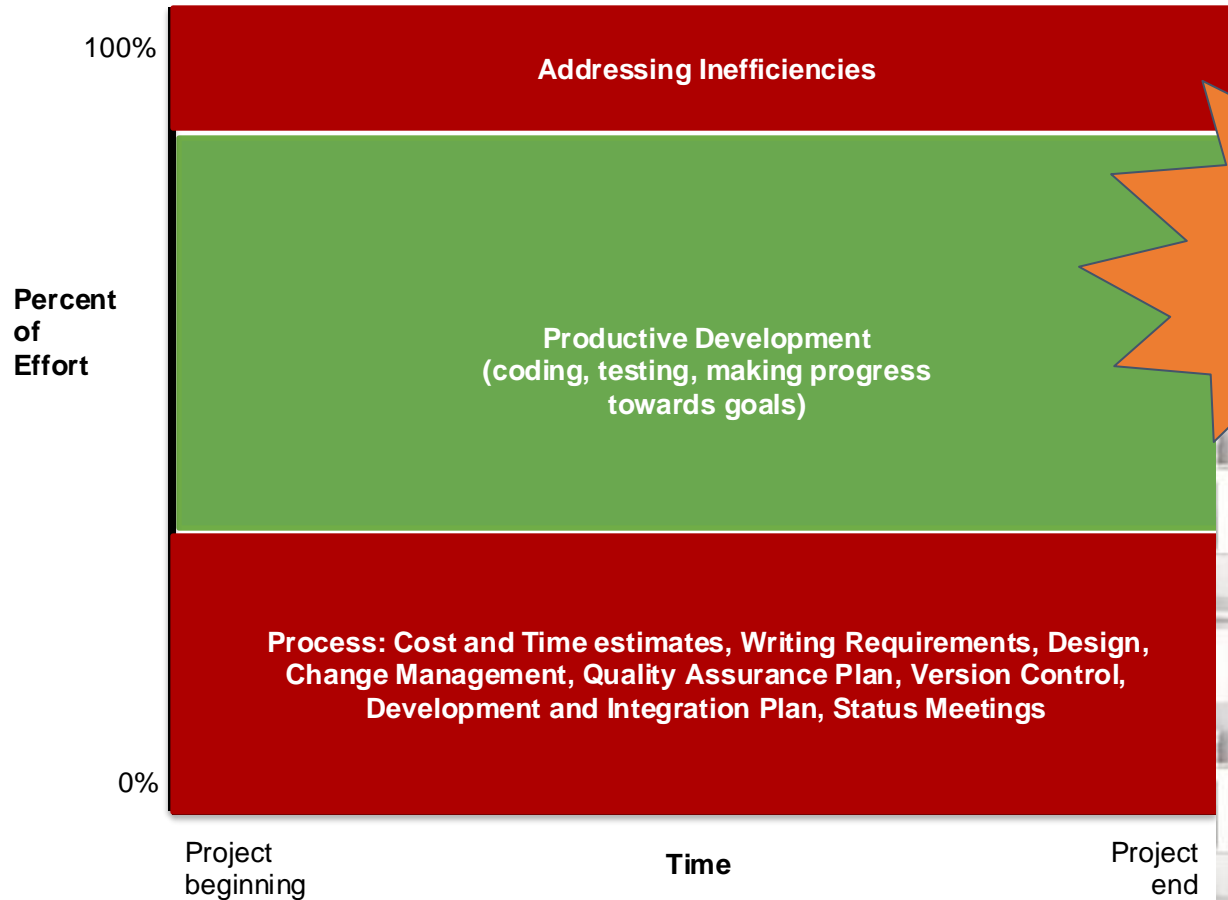 100%
Addressing Inefficiencies
Percent
of
Effort
Productive Development
(coding, testing, making progress
towards goals)
Process: Cost and Time estimates, Writing Requirements, Design,
Change Management, Quality Assurance Plan, Version Control,
Development and Integration Plan, Status Meetings
0%
Project
beginning
Time
Project
end